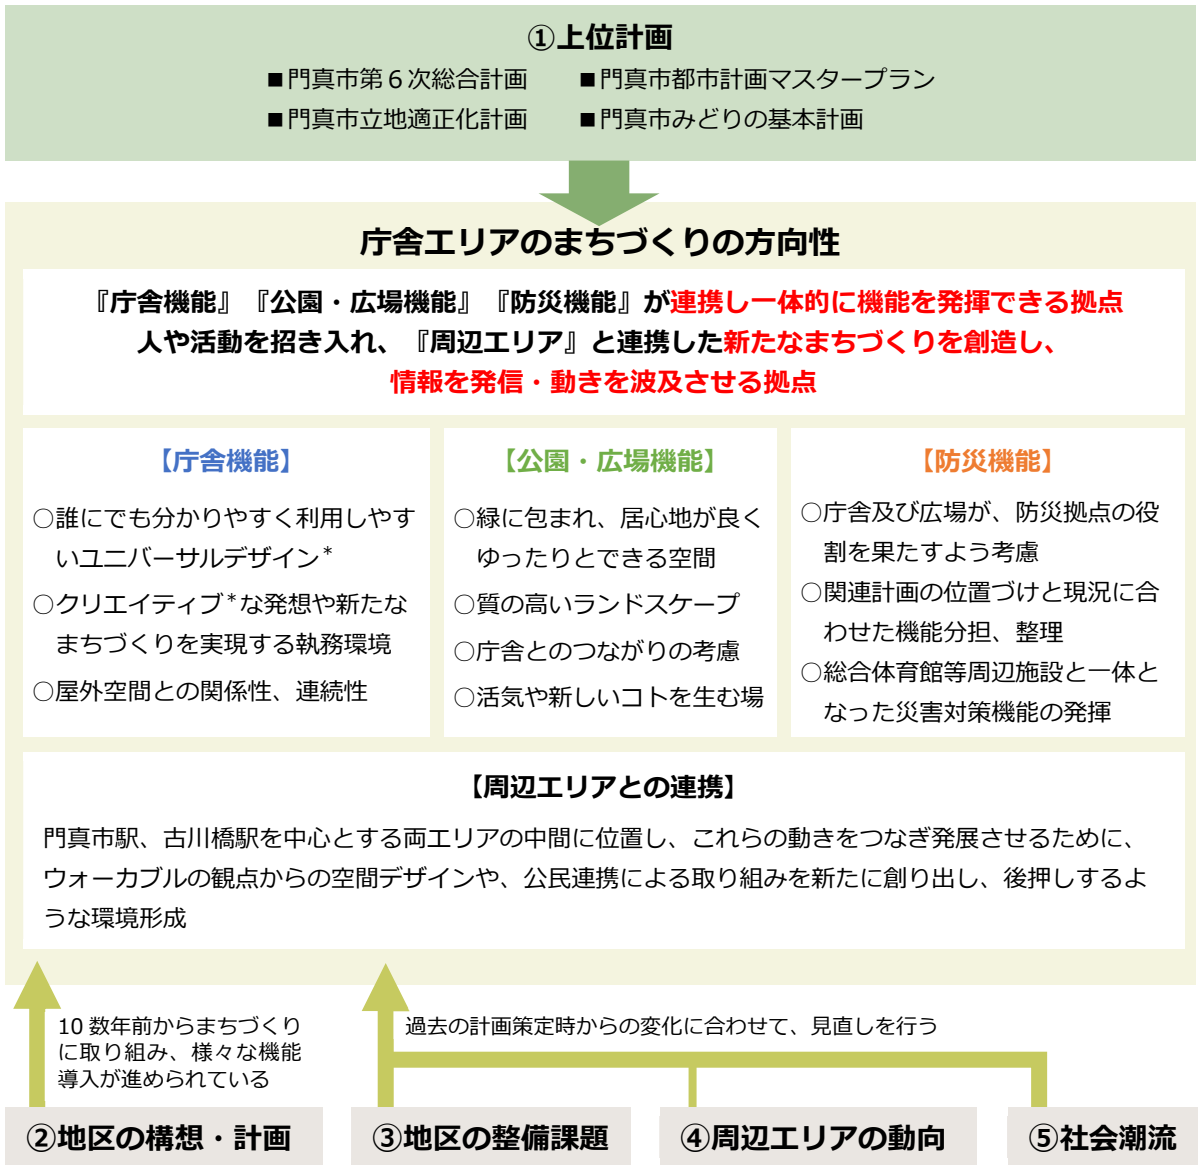 ①上位計画
■門真市第６次総合計画　■門真市都市計画マスタープラン
■門真市立地適正化計画　■門真市みどりの基本計画
庁舎エリアのまちづくりの方向性
『庁舎機能』『公園・広場機能』『防災機能』が連携し一体的に機能を発揮できる拠点
人や活動を招き入れ、『周辺エリア』と連携した新たなまちづくりを創造し、
情報を発信・動きを波及させる拠点
【庁舎機能】
○誰にでも分かりやすく利用しやす
いユニバーサルデザイン*
○クリエイティブ*な発想や新たな
まちづくりを実現する執務環境
○屋外空間との関係性、連続性
【公園・広場機能】
○緑に包まれ、居心地が良く
ゆったりとできる空間
○質の高いランドスケープ
○庁舎とのつながりの考慮
○活気や新しいコトを生む場
【防災機能】
○庁舎及び広場が、防災拠点の役
割を果たすよう考慮
○関連計画の位置づけと現況に合
わせた機能分担、整理
○総合体育館等周辺施設と一体と
なった災害対策機能の発揮
【周辺エリアとの連携】
門真市駅、古川橋駅を中心とする両エリアの中間に位置し、これらの動きをつなぎ発展させるために、
ウォーカブルの観点からの空間デザインや、公民連携による取り組みを新たに創り出し、後押しするよ
うな環境形成
10 数年前からまちづくり
に取り組み、様々な機能
導入が進められている
過去の計画策定時からの変化に合わせて、見直しを行う
②地区の構想・計画
③地区の整備課題
④周辺エリアの動向
⑤社会潮流